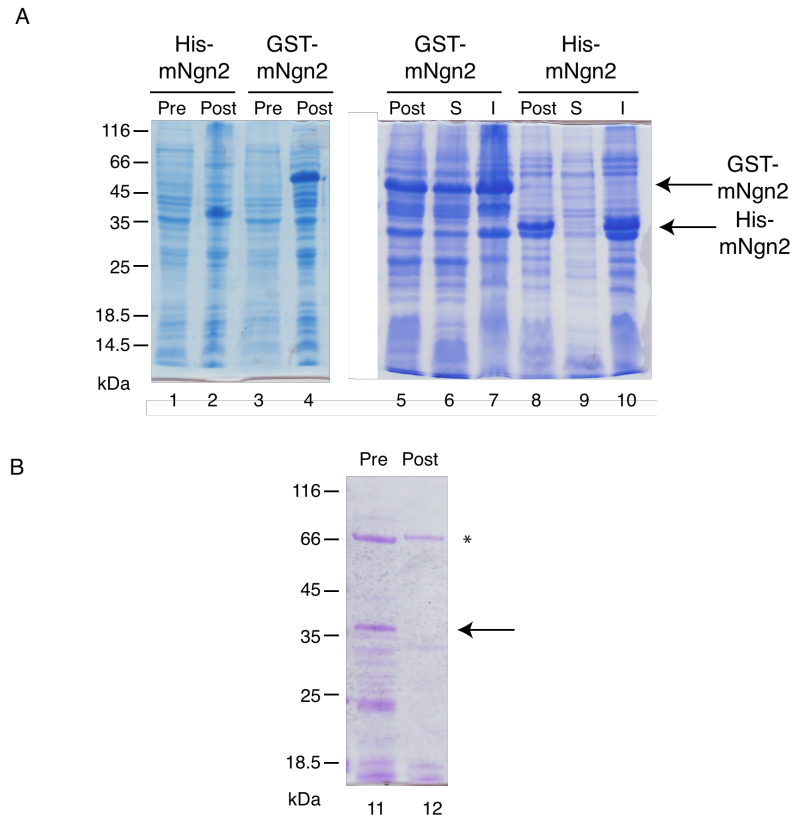 A
His-
mNgn2
GST-
mNgn2
GST-
mNgn2
His-
mNgn2
Pre Post Pre Post Post S I Post S I
116
66
45
35
25
18.5
14.5
kDa
GST-
mNgn2
His-
mNgn2
1 2 3 4 5 6 7 8 9 10
B
Pre Post
116
66
*
45
35
25
18.5
kDa
11 12